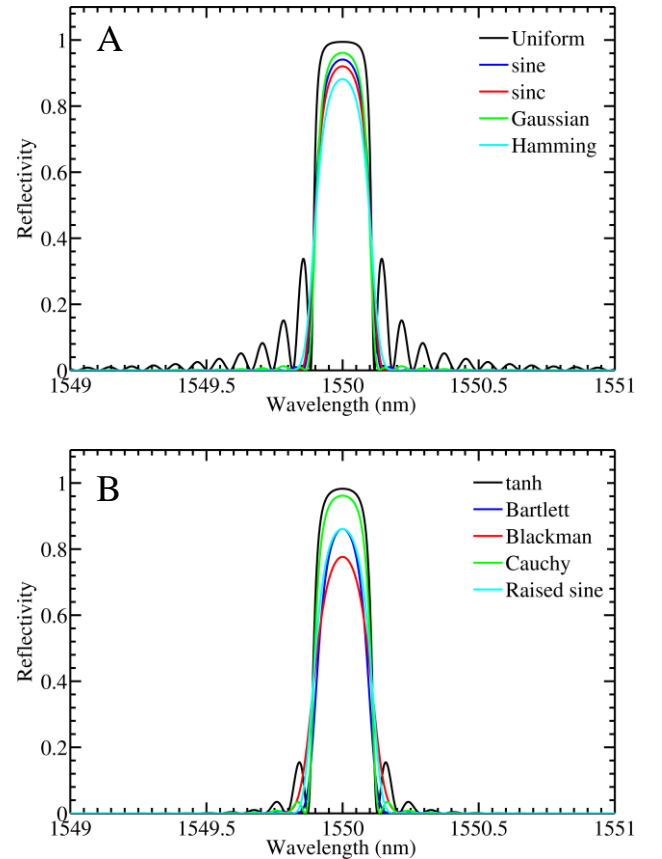 A
Uniform
sine
sinc
Gaussian
Hamming
Reflectivity
1
0.8
0.6
0.4
0.2
0
1549
1549.5
1550
1550.5
1551
Wavelength (nm)
B
tanh
Bartlett
Blackman
Cauchy
Raised sine
Reflectivity
1
0.8
0.6
0.4
0.2
0
1549
1549.5
1550
1550.5
1551
Wavelength (nm)